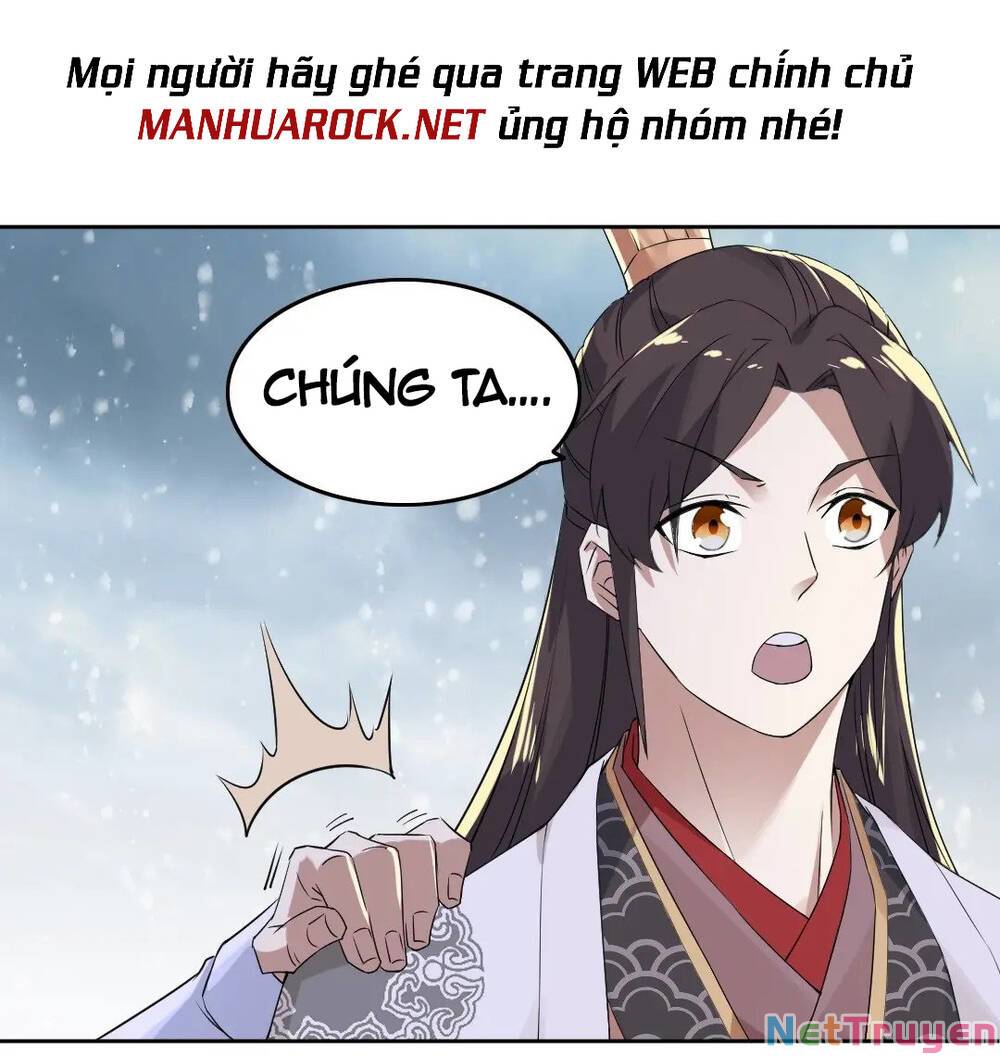 Mọi người hãy ghé qua trang WEB chính chủ
MANHUAROCK.NET ủng hộ nhóm nhé!
CHÚNG TA....
NetTruyen